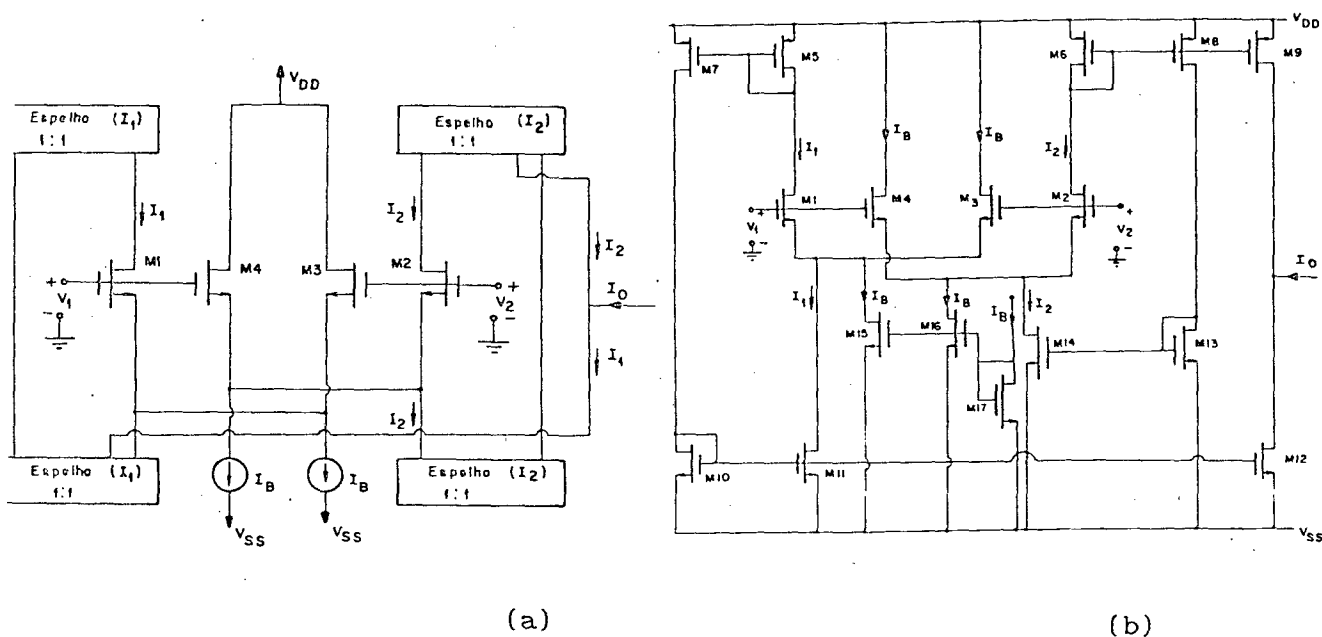 VDD
Espelho (I1)
1:1
Espelho (I2)
1:1
I1
I2
I2
M1
M4
M3
M2
I0
+
V1
-
+
V2
-
I1
I2
Espelho (I1)
1:1
IB
IB
Espelho (I2)
1:1
VSS
VSS
(a)
VDD
M7
M5
M6
M8
M9
I1
IB
IB
I2
M1
M4
M3
M2
+
V1
-
+
V2
-
I0
I1
IB
IB
IB
I2
M15
M16
M14
M13
M17
M10
M11
M12
VSS
(b)